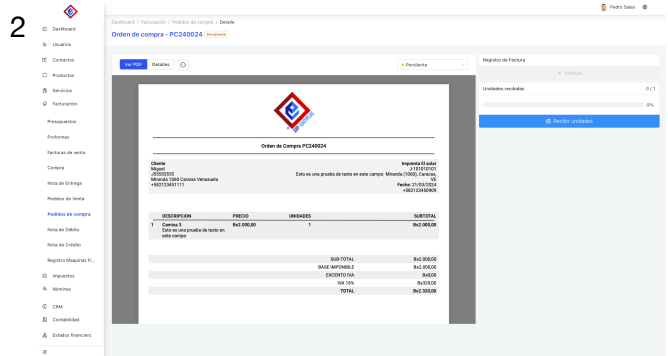 2
Pedro Salas
Dashboard / Facturación / Pedidos de compra / Detalle
Orden de compra - PC240024 Pendiente
Dashboard
Usuarios
Contactos
Productos
Servicios
Facturación
Presupuestos
Proformas
Facturas de venta
Compra
Nota de Entrega
Pedidos de Venta
Pedidos de compra
Nota de Débito
Nota de Crédito
Registro Maquinas Fi...
Impuestos
Nóminas
CRM
Contabilidad
Estados financiero
Ver PDF Detalles
Pendiente
Orden de Compra PC240024
Cliente
Miguel
J55555555
Miranda 1060 Caracas Venezuela
+582123451111
Imprenta El solar
J-101010101
Esto es una prueba de texto en este campo Miranda (1060), Caracas,
VE
Fecha: 21/03/2024
+582123450909
DESCRIPCION PRECIO UNIDADES SUBTOTAL
1 Camisa 3 Bs2.000,00 1 Bs2.000,00
Esto es una prueba de texto en
este campo
SUB-TOTAL Bs2.000,00
BASE IMPONIBLE Bs2.000,00
EXCENTO IVA Bs0,00
IVA 16% Bs320,00
TOTAL Bs2.320,00
Registro de Factura
+ Manual
Unidades recibidas 0 / 1
0%
Recibir unidades